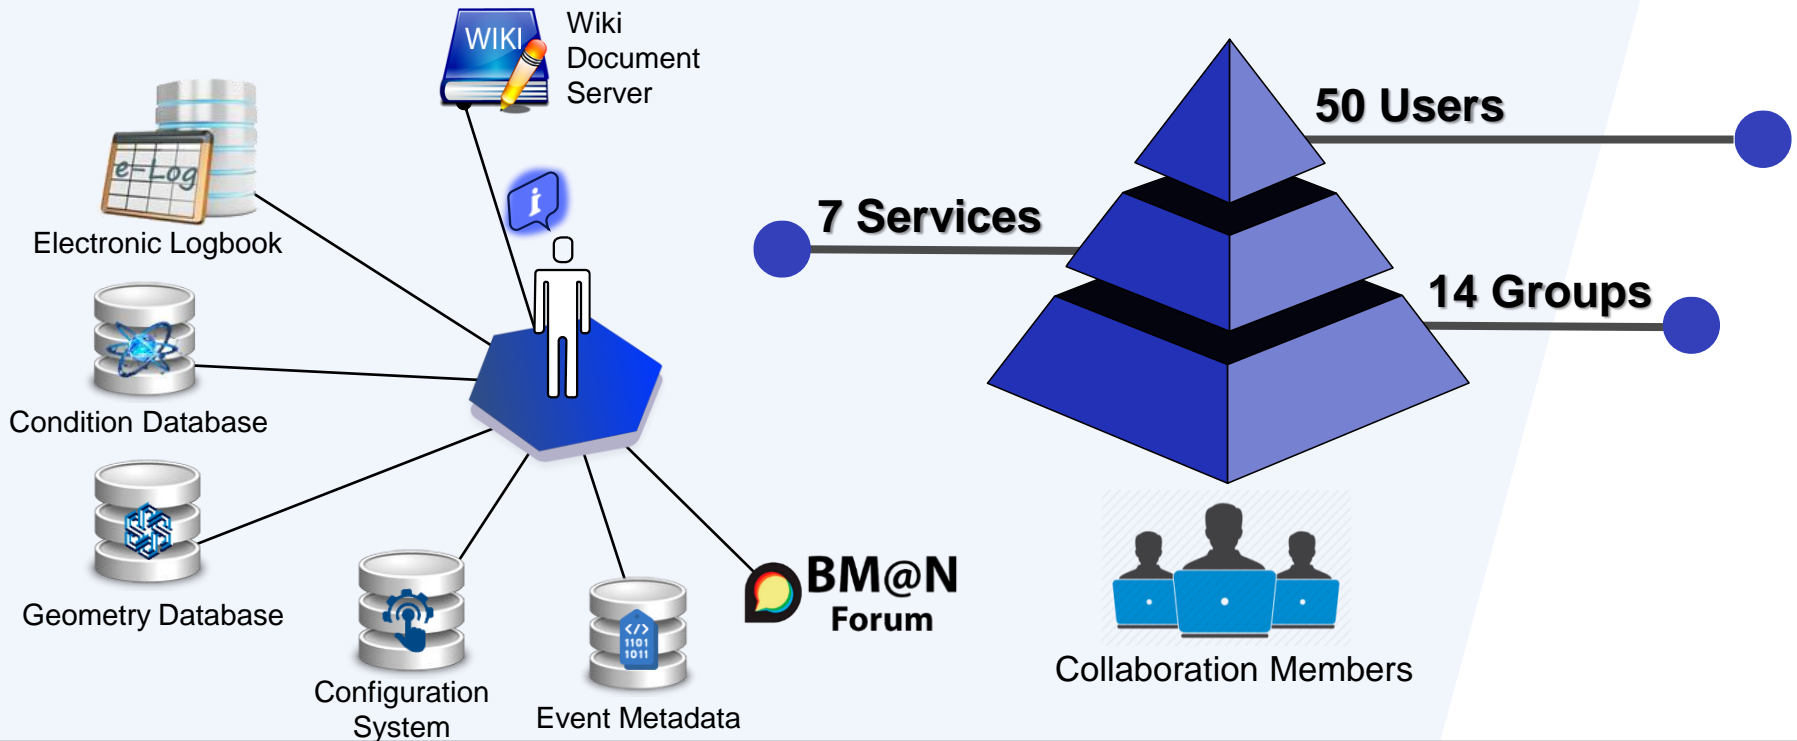 WIKI
Wiki
Document
Server
e-Log
Electronic Logbook
Condition Database
Geometry Database
Configuration
System
</>
1101
1011
Event Metadata
BM@N
Forum
i
50 Users
7 Services
14 Groups
Collaboration Members